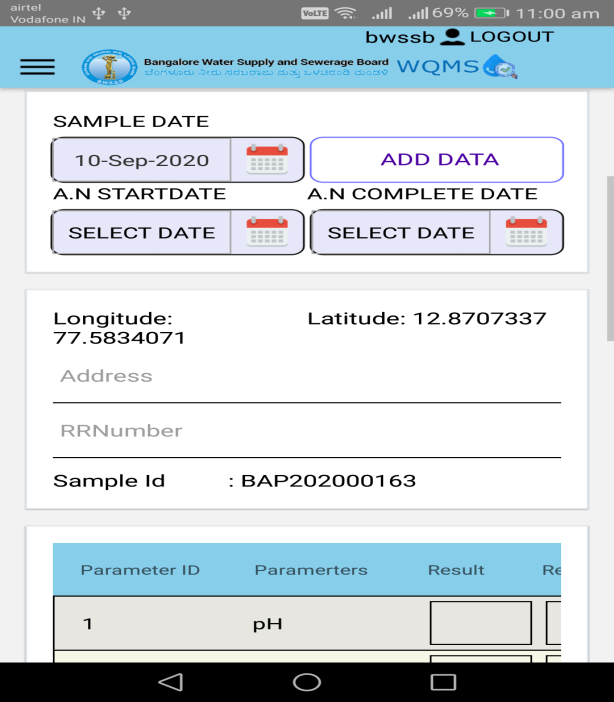 airtel
Vodafone IN
VoLTE
69%
11:00 am
bwssb LOGOUT
Bangalore Water Supply and Sewerage Board
ಬೆಂಗಳೂರು ನೀರು ಸರಬರಾಜು ಮತ್ತು ಒಳಚರಂಡಿ ಮಂಡಳಿ
WQMS
SAMPLE DATE
10-Sep-2020
ADD DATA
A.N STARTDATE
A.N COMPLETE DATE
SELECT DATE
SELECT DATE
Longitude:
77.5834071
Latitude: 12.8707337
Address
RRNumber
Sample Id : BAP202000163
Parameter ID Paramerters Result Re
1 pH